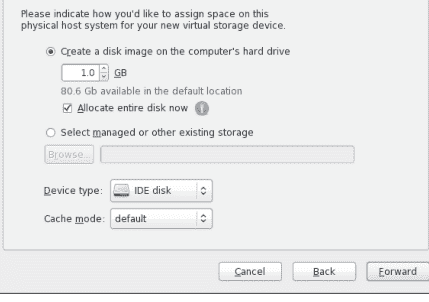 Please indicate how you'd like to assign space on this
physical host system for your new virtual storage device.
Create a disk image on the computer's hard drive
1.0 GB
80.6 Gb available in the default location
Allocate entire disk now
Select managed or other existing storage
Browse...
Device type: IDE disk
Cache mode: default
Cancel Back Forward